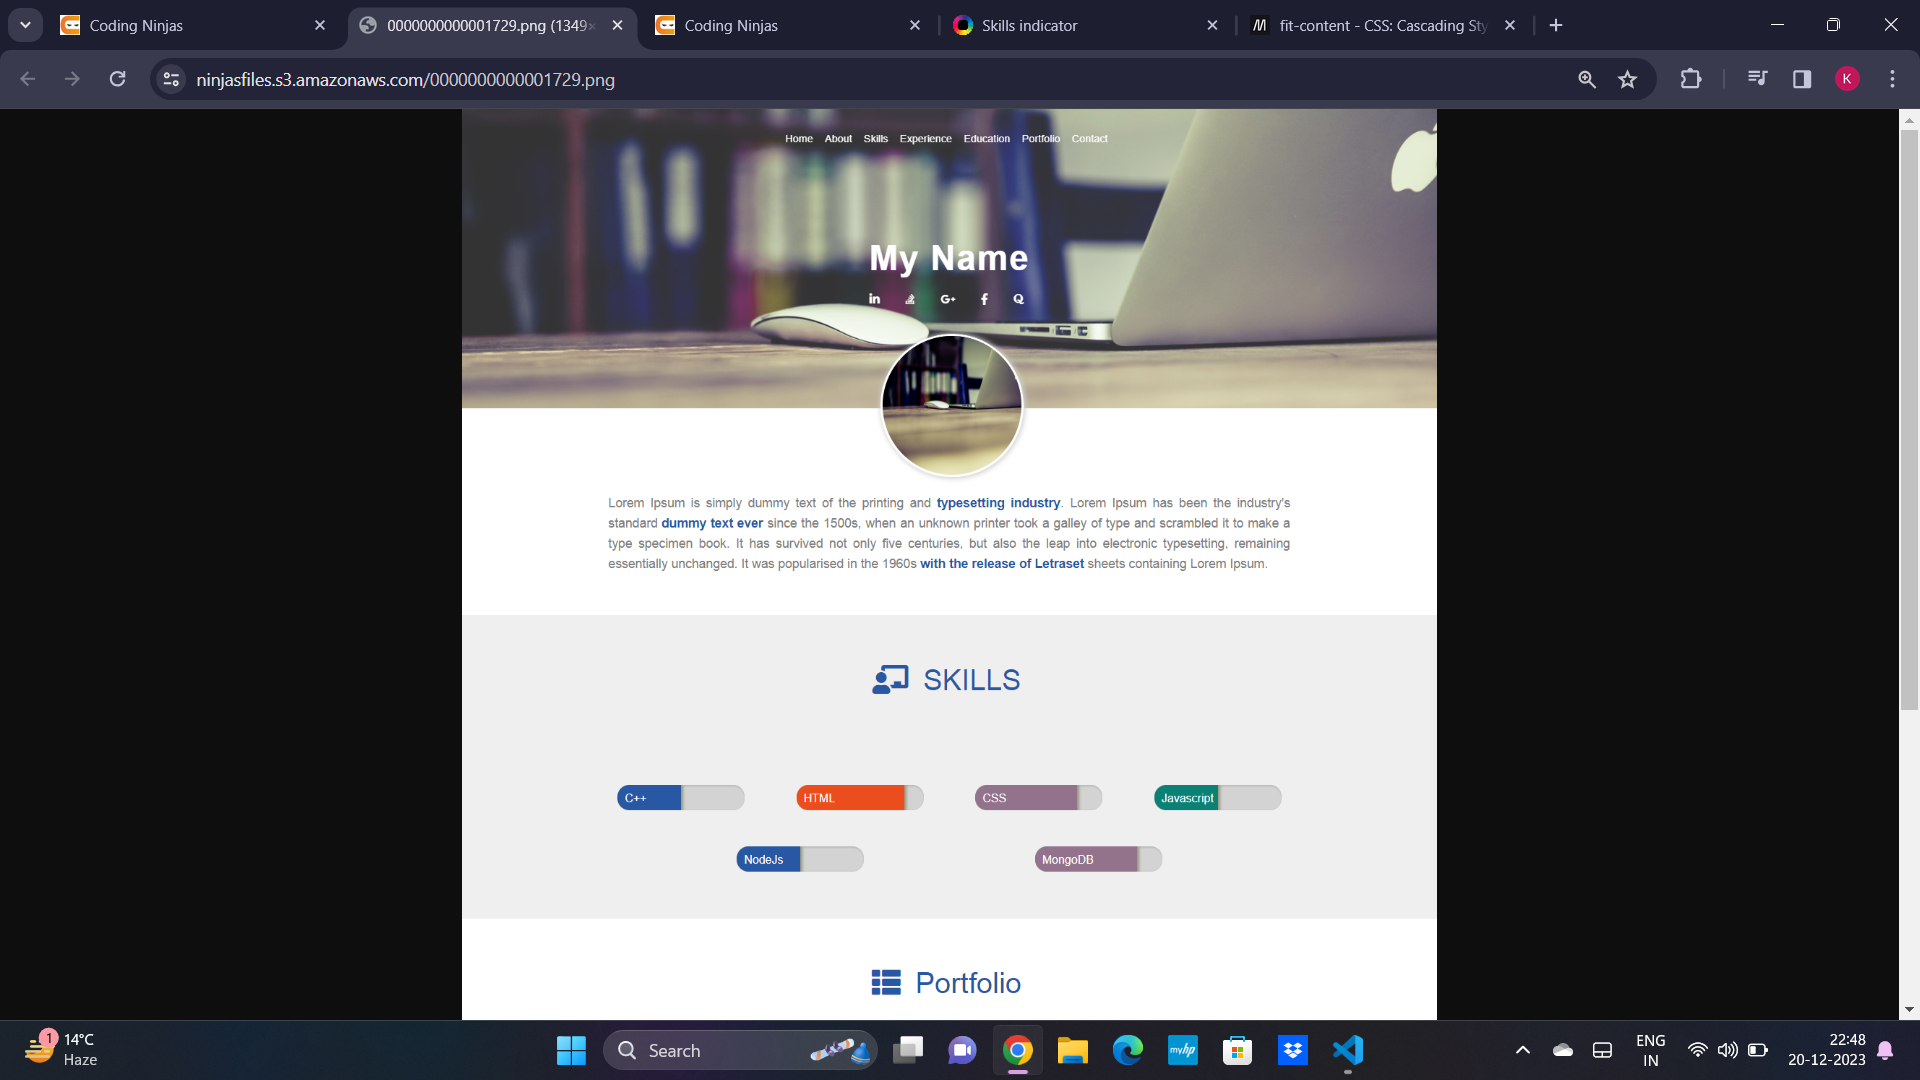 Coding Ninjas
0000000000001729.png (1349×
Coding Ninjas
Skills indicator
fit-content - CSS: Cascading Sty
ninjasfiles.s3.amazonaws.com/0000000000001729.png
K
Home About Skills Experience Education Portfolio Contact
My Name
Lorem Ipsum is simply dummy text of the printing and typesetting industry. Lorem Ipsum has been the industry's
standard dummy text ever since the 1500s, when an unknown printer took a galley of type and scrambled it to make a
type specimen book. It has survived not only five centuries, but also the leap into electronic typesetting, remaining
essentially unchanged. It was popularised in the 1960s with the release of Letraset sheets containing Lorem Ipsum.
SKILLS
C++ HTML CSS Javascript
NodeJs MongoDB
Portfolio
1
14°C
Haze
Search
myhp
ENG
IN
22:48
20-12-2023